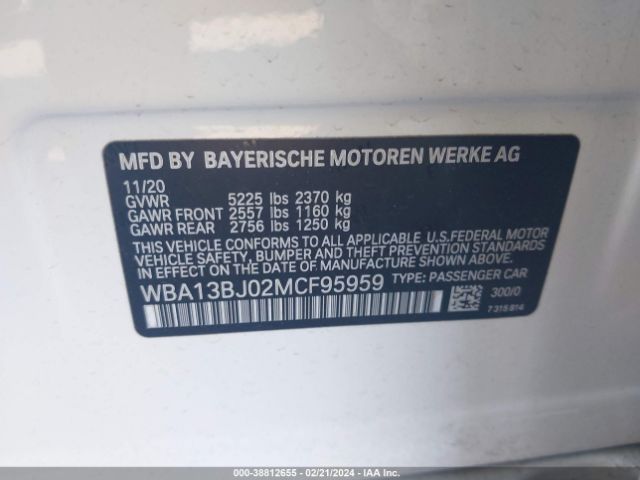 MFD BY BAYERISCHE MOTOREN WERKE AG
11/20
GVWR 5225 lbs 2370 kg
GAWR FRONT 2557 lbs 1160 kg
GAWR REAR 2756 lbs 1250 kg
THIS VEHICLE CONFORMS TO ALL APPLICABLE U.S.FEDERAL MOTOR
VEHICLE SAFETY, BUMPER AND THEFT PREVENTION STANDARDS
IN EFFECT ON THE DATE OF MANUFACTURE SHOWN ABOVE.
WBA13BJ02MCF95959 TYPE: PASSENGER CAR
300/0
7 315 814
000-38812655 - 02/21/2024 - IAA Inc.